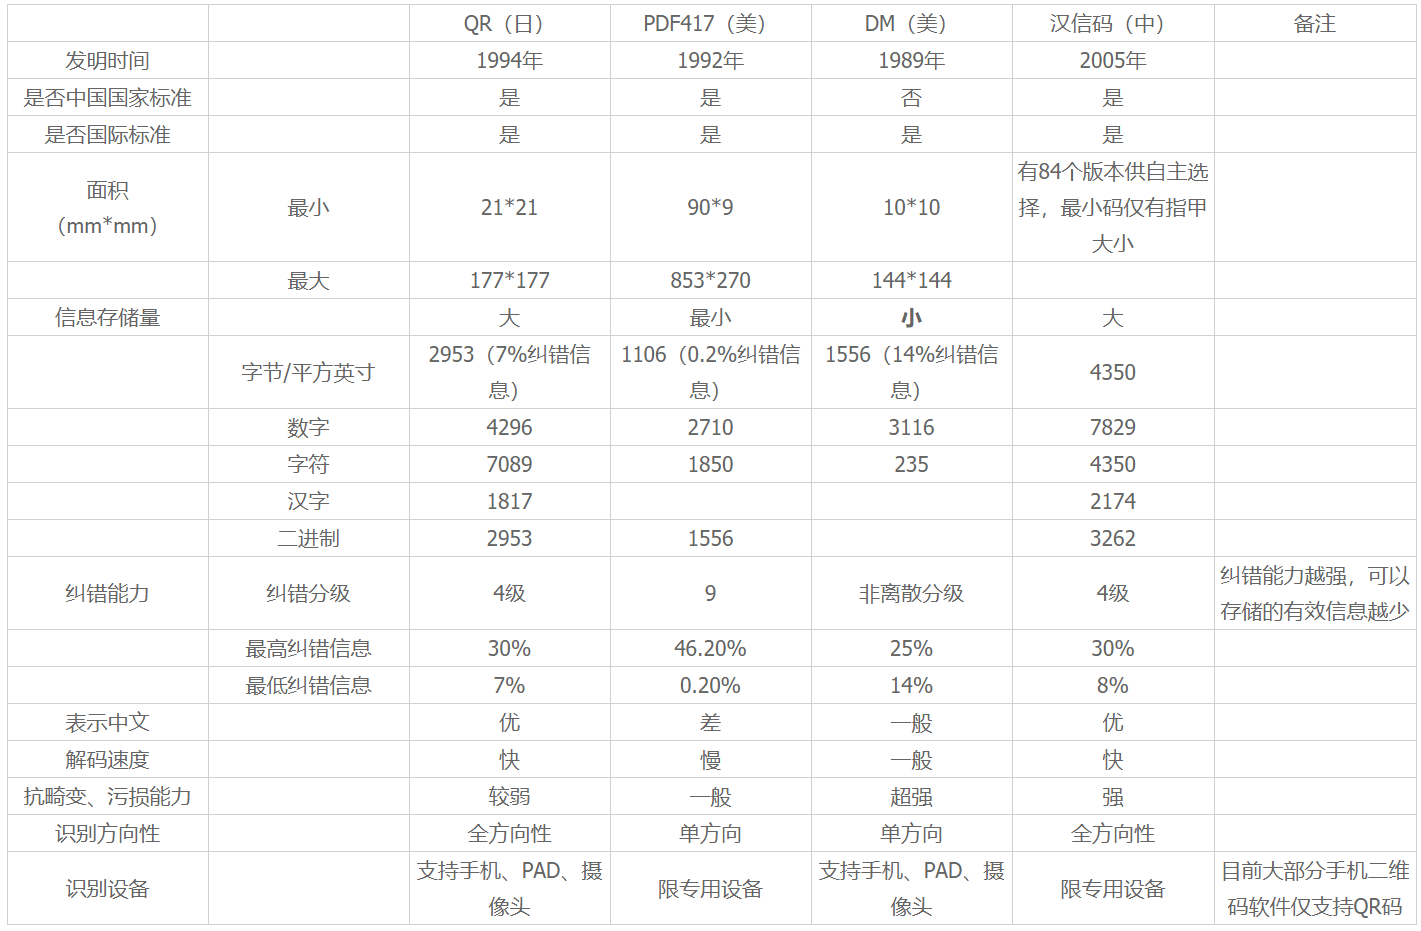 QR（日） PDF417（美） DM（美） 汉信码（中） 备注
发明时间 1994年 1992年 1989年 2005年
是否中国国家标准 是 是 否 是
是否国际标准 是 是 是 是
面积
（mm*mm） 最小 21*21 90*9 10*10 有84个版本供自主选
择，最小码仅有指甲
大小
最大 177*177 853*270 144*144
信息存储量 大 最小 小 大
字节/平方英寸 2953（7%纠错信
息） 1106（0.2%纠错信
息） 1556（14%纠错信
息） 4350
数字 4296 2710 3116 7829
字符 7089 1850 235 4350
汉字 1817 2174
二进制 2953 1556 3262
纠错能力 纠错分级 4级 9 非离散分级 4级 纠错能力越强，可以
存储的有效信息越少
最高纠错信息 30% 46.20% 25% 30%
最低纠错信息 7% 0.20% 14% 8%
表示中文 优 差 一般 优
解码速度 快 慢 一般 快
抗畸变、污损能力 较弱 一般 超强 强
识别方向性 全方向性 单方向 单方向 全方向性
识别设备 支持手机、PAD、摄
像头 限专用设备 支持手机、PAD、摄
像头 限专用设备 目前大部分手机二维
码软件仅支持QR码